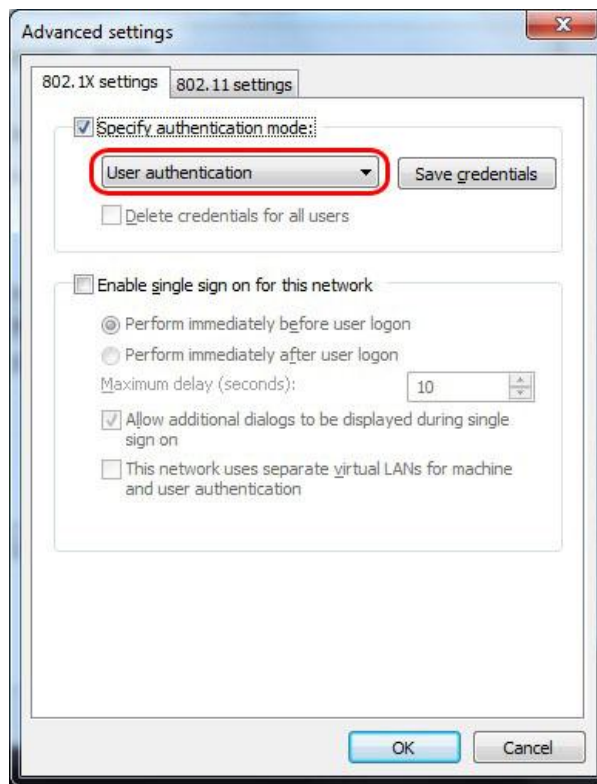 Advanced settings
802.1X settings
802.11 settings
Specify authentication mode:
User authentication
Save credentials
Delete credentials for all users
Enable single sign on for this network
Perform immediately before user logon
Perform immediately after user logon
Maximum delay (seconds):
10
Allow additional dialogs to be displayed during single
sign on
This network uses separate virtual LANs for machine
and user authentication
OK
Cancel